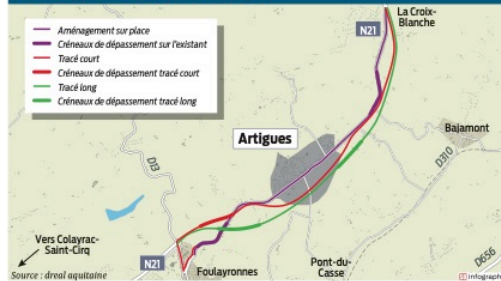 La Croix-
Blanche
N21
Aménagement sur place
Créneaux de dépassement sur l'existant
Tracé court
Créneaux de dépassement tracé court
Tracé long
Créneaux de dépassement tracé long
Artigues
Bajamont
D310
D13
Vers Colayrac-
Saint-Cirq
N21
Foulayronnes
Pont-du-
Casse
D656
Source : dreal aquitaine
infograph